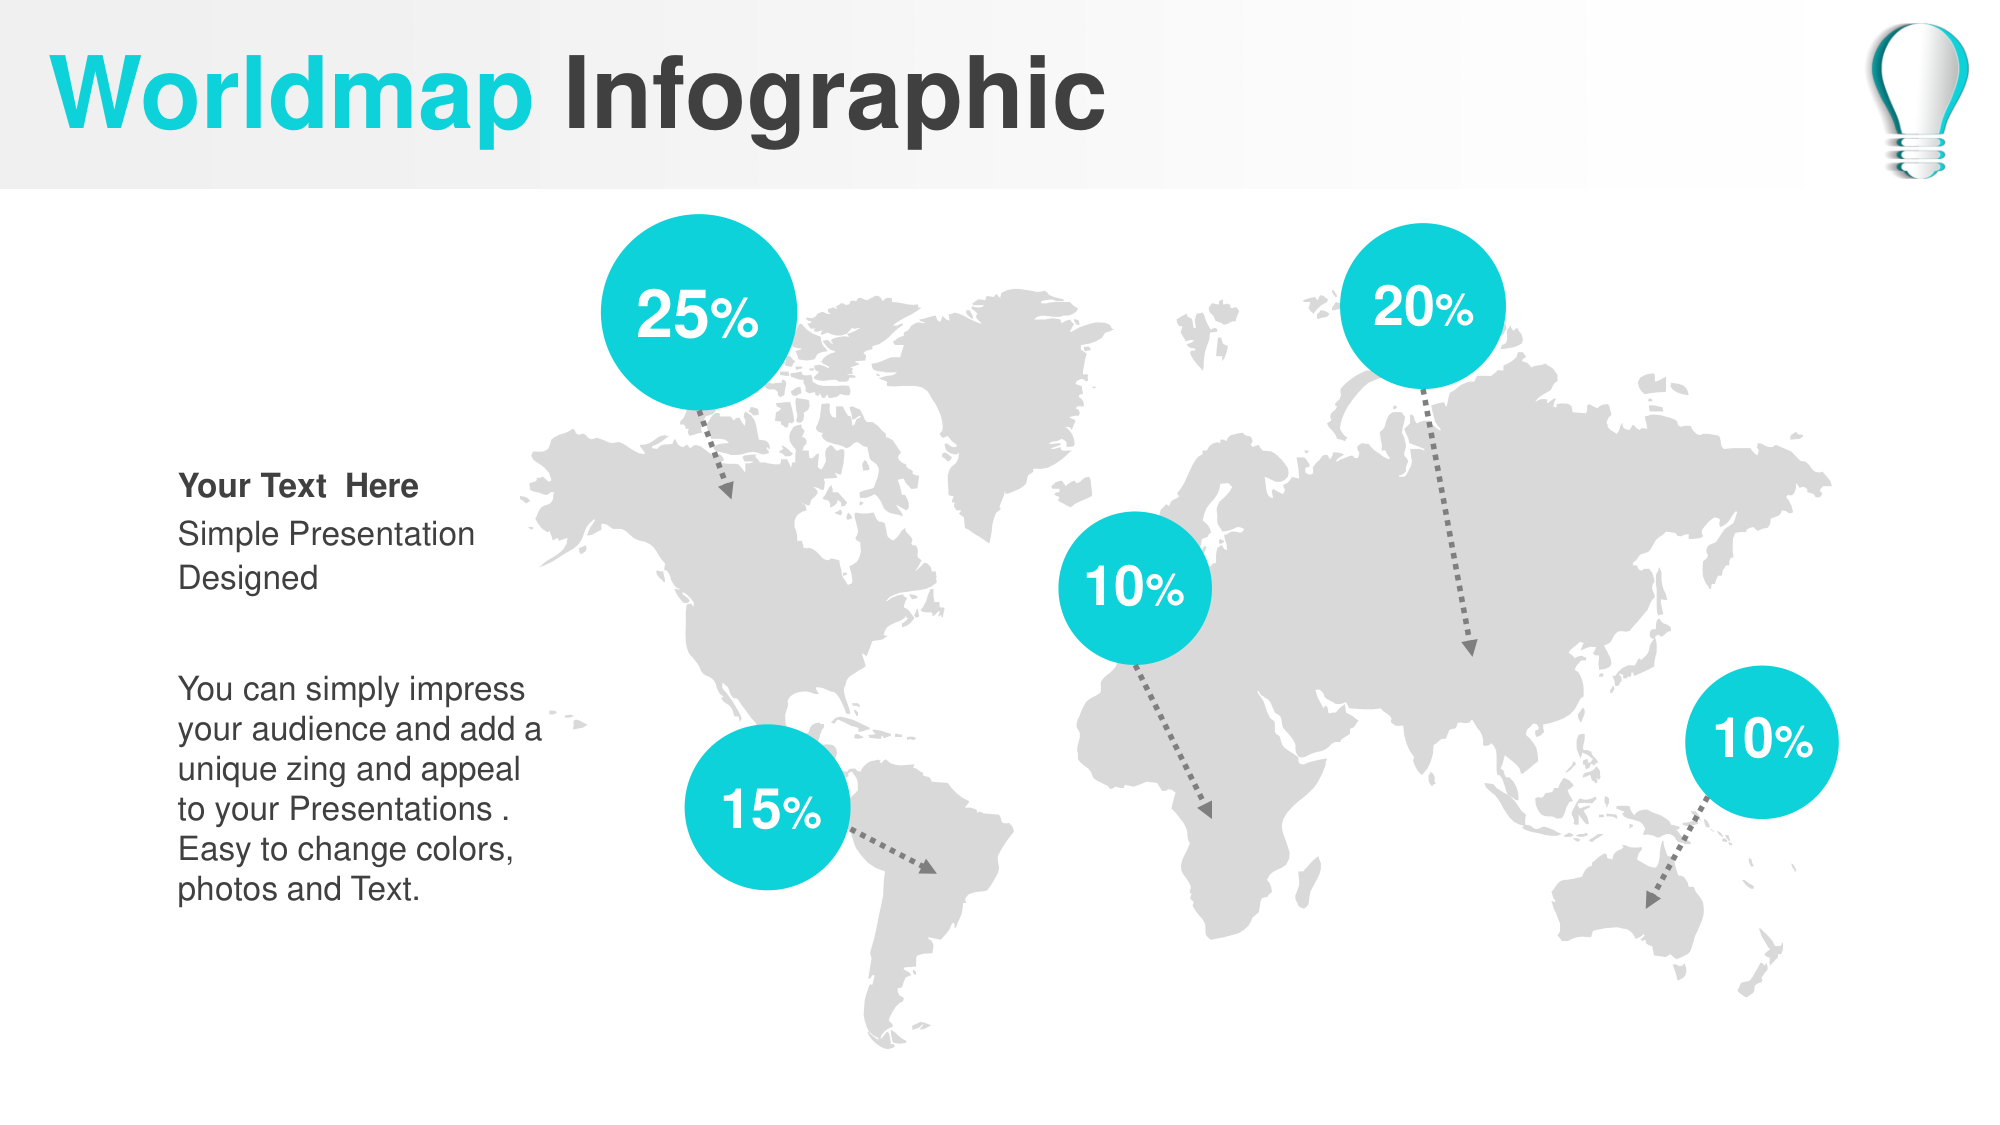 Worldmap Infographic
25%
20%
Your Text  Here
Simple Presentation
Designed
10%
You can simply impress
your audience and add a
unique zing and appeal
to your Presentations .
Easy to change colors,
photos and Text.
10%
15%